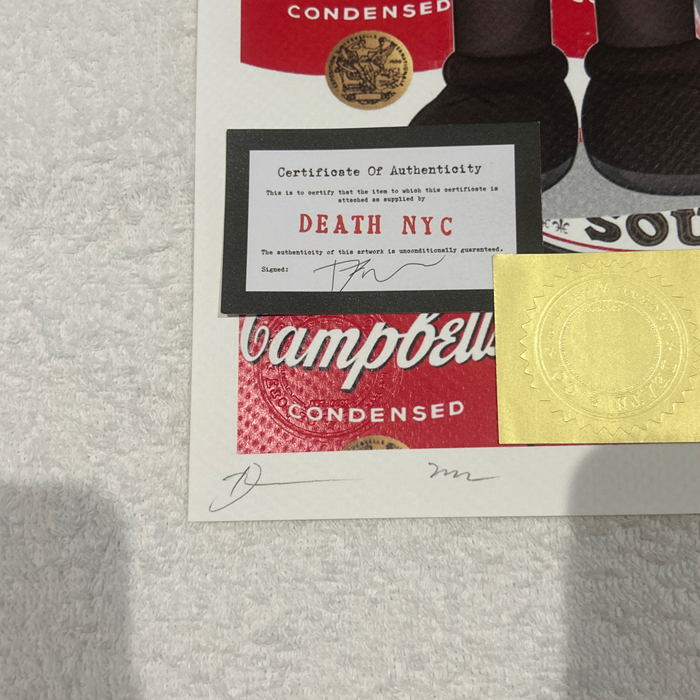 CONDENSED
Certificate Of Authenticity
This is to certify that the item to which this certificate is
attached as supplied by
DEATH NYC
The authenticity of this artwork is unconditionally guaranteed.
Signed:
SOU
Campbell's
CONDENSED